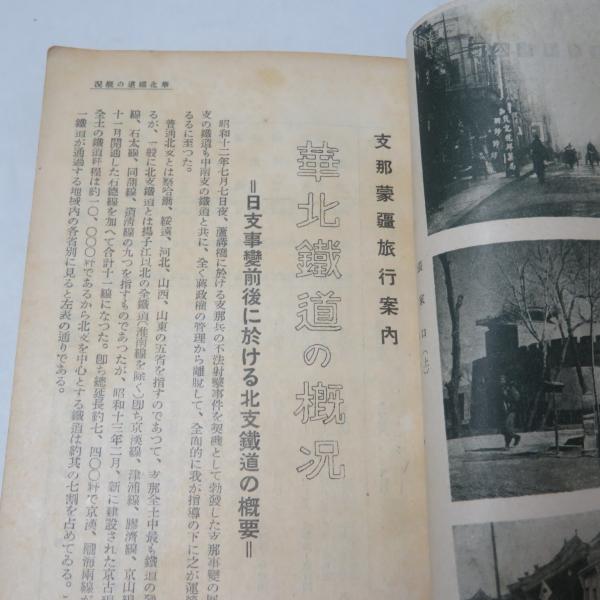 華北鐵道の概況
支那蒙疆旅行案内
華北鐵道の概況
＝日支事變前後に於ける北支鐵道の概要＝
昭和十二年七月七日夜、蘆溝橋に於ける支那兵の不法射撃事件を契機として勃發した支那事變の
支の鐵道も中南支の鐵道と共に、全く蔣政權の管理から離脱して、全面的に我が指導の下に之が運
るに至つた。
普通北支とは察哈爾、綏遠、河北、山西、山東の五省を指すのであつて、支那全土中最も鐵道の發
るが、一般に北支鐵道とは揚子江以北の全鐵道（淮南線を除く）卽ち京漢線、津浦線、膠濟線、京山線
線、石太線、同蒲線、道淸線の九つを指すのであつたが、昭和十三年二月、新に建設された京古線
十一月開通した石德線を加へて合計十一線になつた。卽ち總延長約七、四〇〇粁で京漢、隴海兩線が
全土の鐵道粁程は約一〇、〇〇〇粁であるから北支を中心とする鐵道は約其の七割を占めてゐる。
一鐵道が通過する地域内の各省別に見ると左表の通りである。
家口（上）